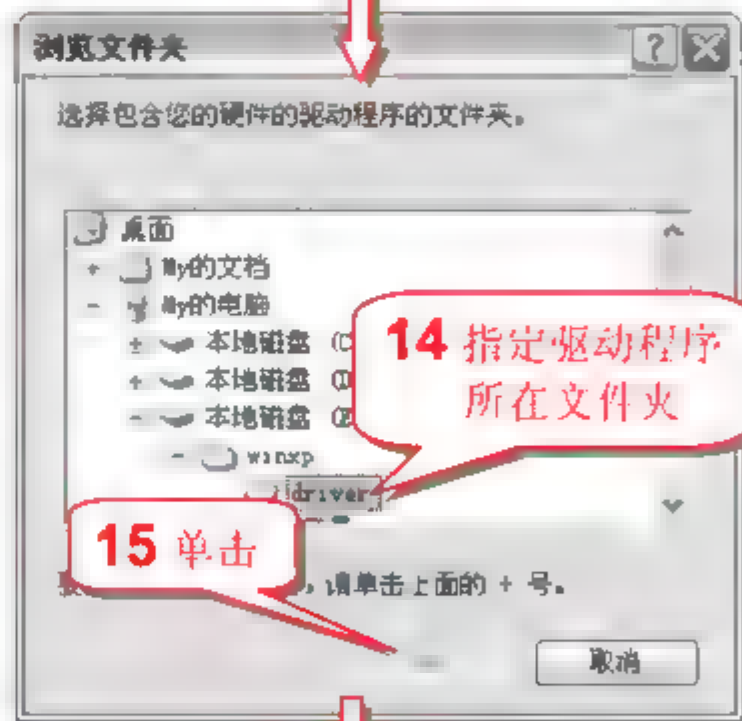 浏览文件夹
选择包含您的硬件的驱动程序的文件夹。
桌面
My的文档
My的电脑
本地磁盘 (C
本地磁盘 (D
本地磁盘 (E
winxp
driver
14 指定驱动程序
所在文件夹
15 单击
，请单击上面的 + 号。
取消